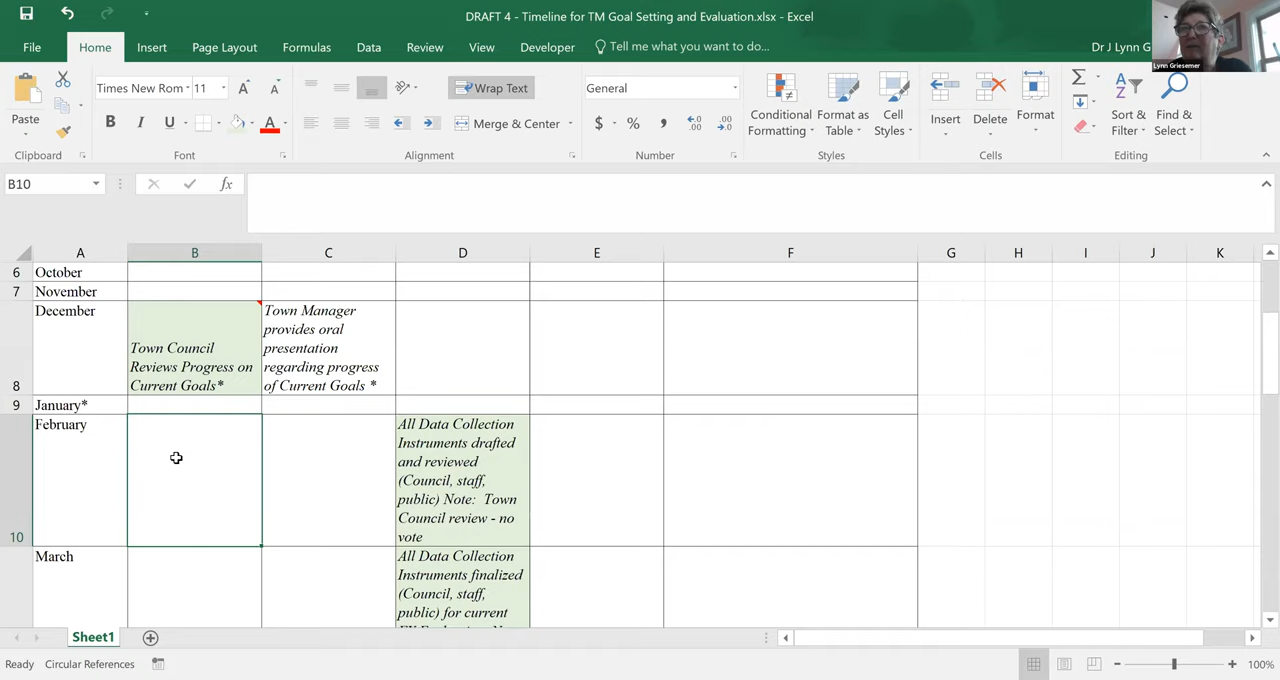 DRAFT 4 - Timeline for TM Goal Setting and Evaluation.xlsx - Excel
File Home Insert Page Layout Formulas Data Review View Developer Tell me what you want to do... Dr J Lynn G
Lynn Griesemer
Paste
Times New Rom 11
Wrap Text
General
Conditional
Formatting
Format as
Table
Cell
Styles
Insert Delete Format
Sort &
Filter
Find &
Select
B I U A
Merge & Center
$ %
Clipboard Font Alignment Number Styles Cells Editing
B10
fx
A B C D E F G H I J K
6 October
7 November
8 December
Town Council
Reviews Progress on
Current Goals*
Town Manager
provides oral
presentation
regarding progress
of Current Goals *
9 January*
10 February
All Data Collection
Instruments drafted
and reviewed
(Council, staff,
public) Note: Town
Council review - no
vote
March
All Data Collection
Instruments finalized
(Council, staff,
public) for current
Sheet1
Ready Circular References 100%